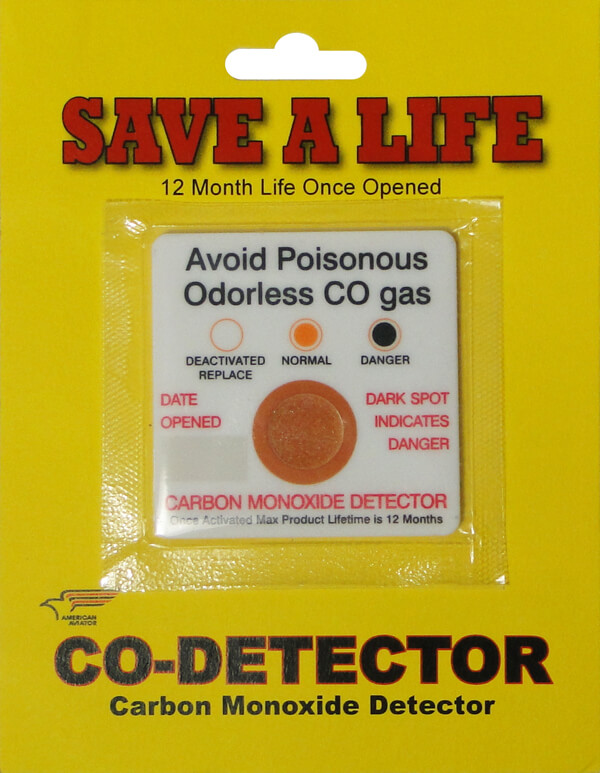 SAVE A LIFE
12 Month Life Once Opened
Avoid Poisonous
Odorless CO gas
DEACTIVATED
REPLACE
NORMAL
DANGER
DATE
OPENED
DARK SPOT
INDICATES
DANGER
CARBON MONOXIDE DETECTOR
Once Activated Max Product Lifetime is 12 Months
AMERICAN
AVIATOR
CO-DETECTOR
Carbon Monoxide Detector